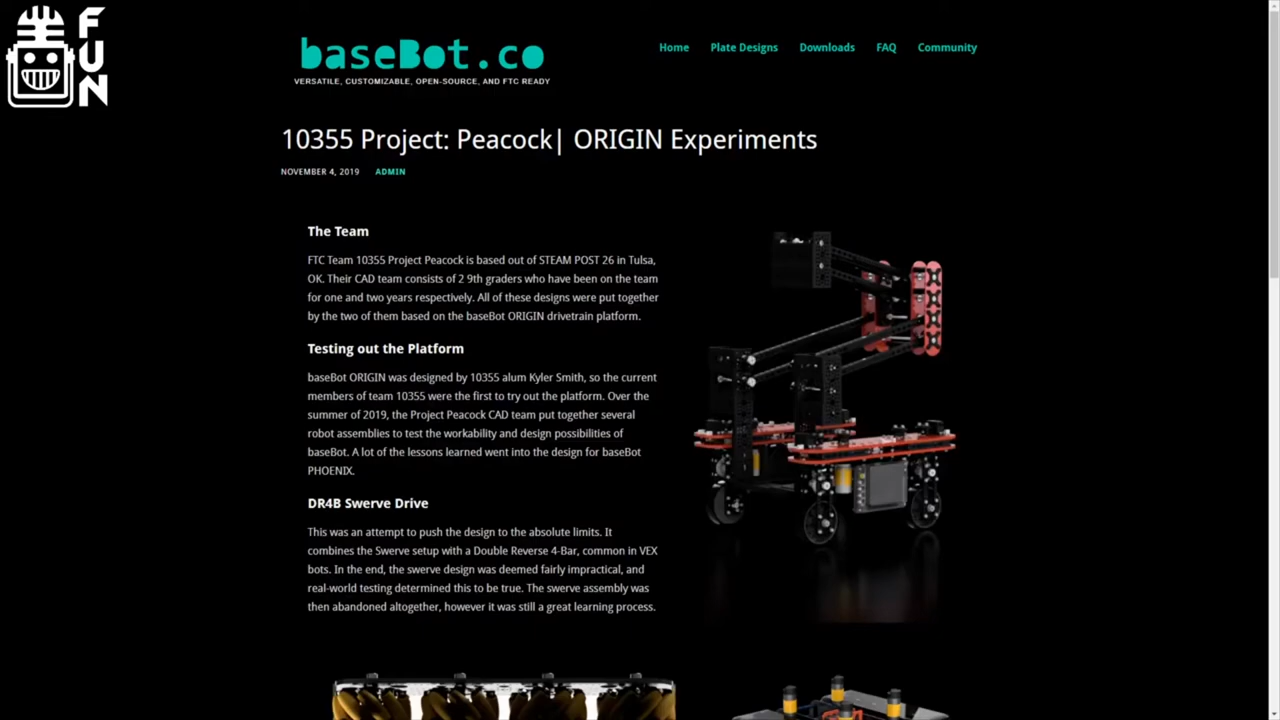 FUN
baseBot.co
VERSATILE, CUSTOMIZABLE, OPEN-SOURCE, AND FTC READY
Home Plate Designs Downloads FAQ Community
10355 Project: Peacock| ORIGIN Experiments
NOVEMBER 4, 2019 ADMIN
The Team
FTC Team 10355 Project Peacock is based out of STEAM POST 26 in Tulsa,
OK. Their CAD team consists of 2 9th graders who have been on the team
for one and two years respectively. All of these designs were put together
by the two of them based on the baseBot ORIGIN drivetrain platform.
Testing out the Platform
baseBot ORIGIN was designed by 10355 alum Kyler Smith, so the current
members of team 10355 were the first to try out the platform. Over the
summer of 2019, the Project Peacock CAD team put together several
robot assemblies to test the workability and design possibilities of
baseBot. A lot of the lessons learned went into the design for baseBot
PHOENIX.
DR4B Swerve Drive
This was an attempt to push the design to the absolute limits. It
combines the Swerve setup with a Double Reverse 4-Bar, common in VEX
bots. In the end, the swerve design was deemed fairly impractical, and
real-world testing determined this to be true. The swerve assembly was
then abandoned altogether, however it was still a great learning process.